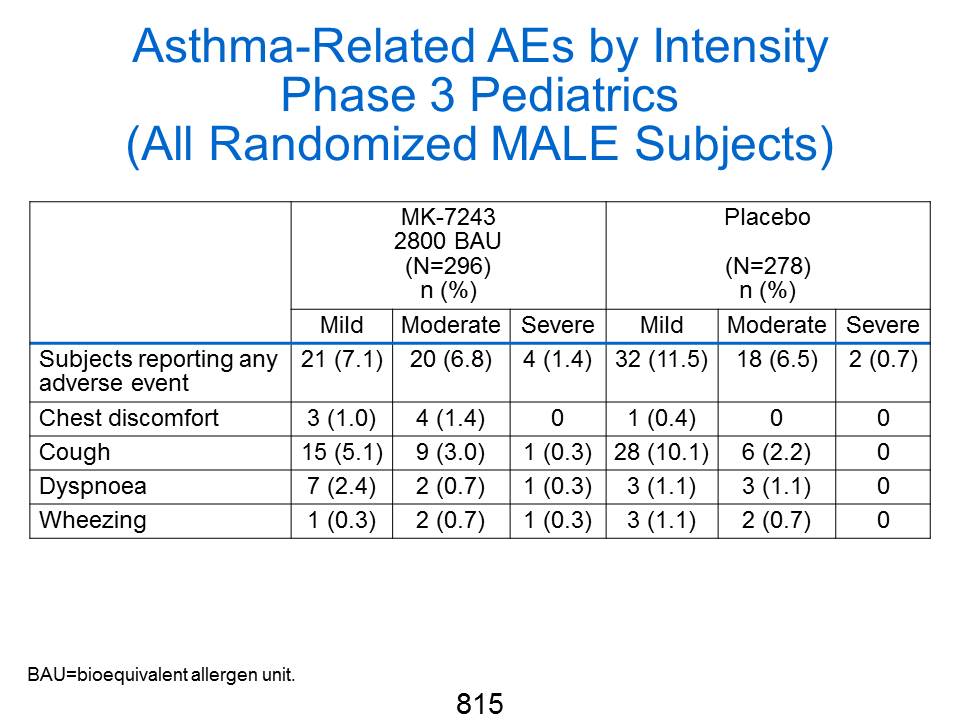 Asthma-Related AEs by Intensity
Phase 3 Pediatrics
(All Randomized MALE Subjects)
MK-7243
2800 BAU
(N=296)
n (%)
Placebo
(N=278)
n (%)
Mild Moderate Severe Mild Moderate Severe
Subjects reporting any 21 (7.1) 20 (6.8) 4 (1.4) 32 (11.5) 18 (6.5) 2 (0.7)
adverse event
Chest discomfort 3 (1.0) 4 (1.4) 0 1 (0.4) 0 0
Cough 15 (5.1) 9 (3.0) 1 (0.3) 28 (10.1) 6 (2.2) 0
Dyspnoea 7 (2.4) 2 (0.7) 1 (0.3) 3 (1.1) 3 (1.1) 0
Wheezing 1 (0.3) 2 (0.7) 1 (0.3) 3 (1.1) 2 (0.7) 0
BAU=bioequivalent allergen unit.
815